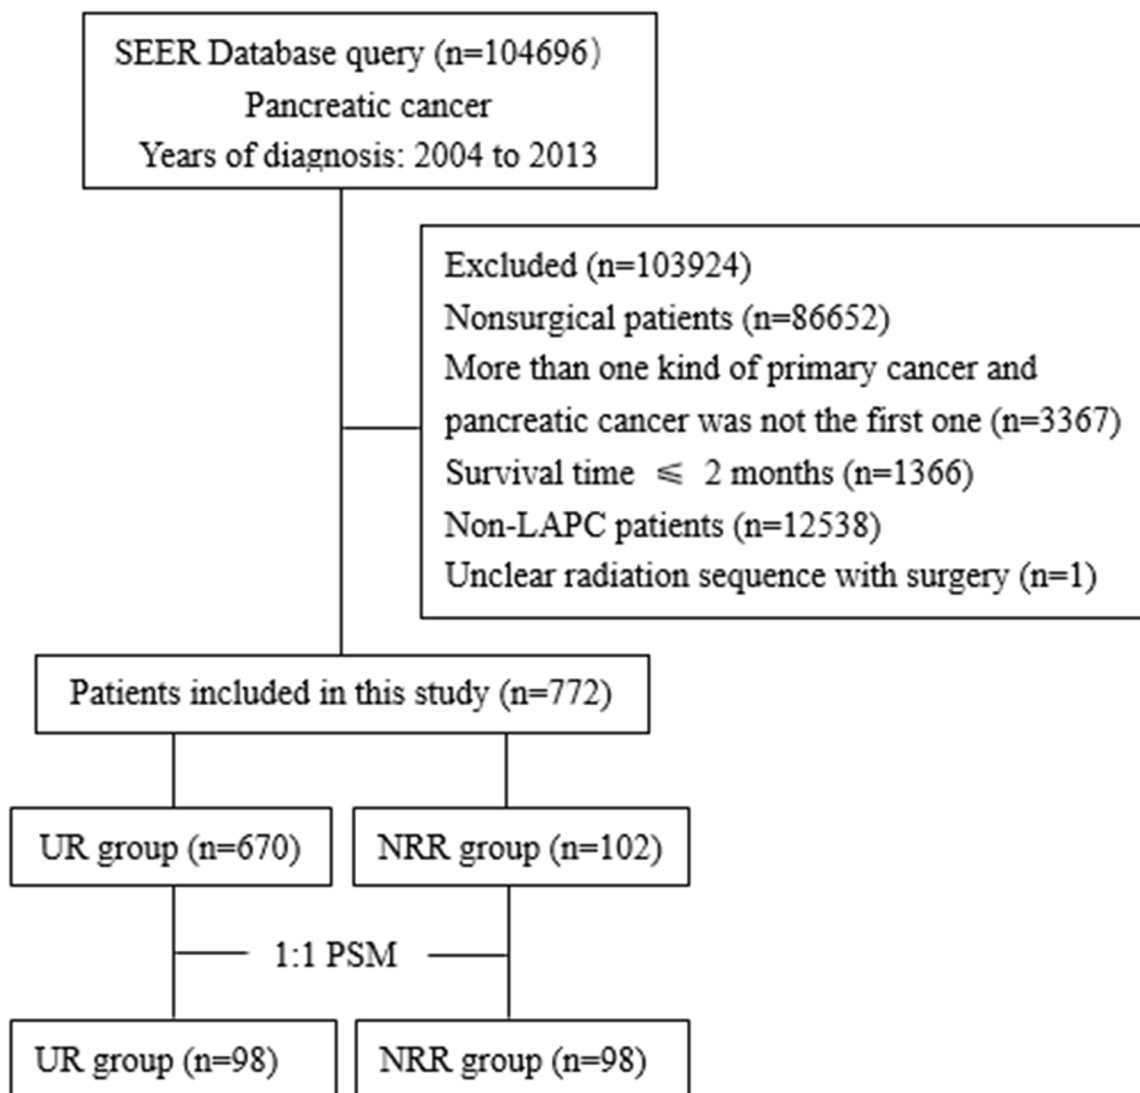 SEER Database query (n=104696)
Pancreatic cancer
Years of diagnosis: 2004 to 2013
Excluded (n=103924)
Nonsurgical patients (n=86652)
More than one kind of primary cancer and
pancreatic cancer was not the first one (n=3367)
Survival time ≤ 2 months (n=1366)
Non-LAPC patients (n=12538)
Unclear radiation sequence with surgery (n=1)
Patients included in this study (n=772)
UR group (n=670)
NRR group (n=102)
1:1 PSM
UR group (n=98)
NRR group (n=98)